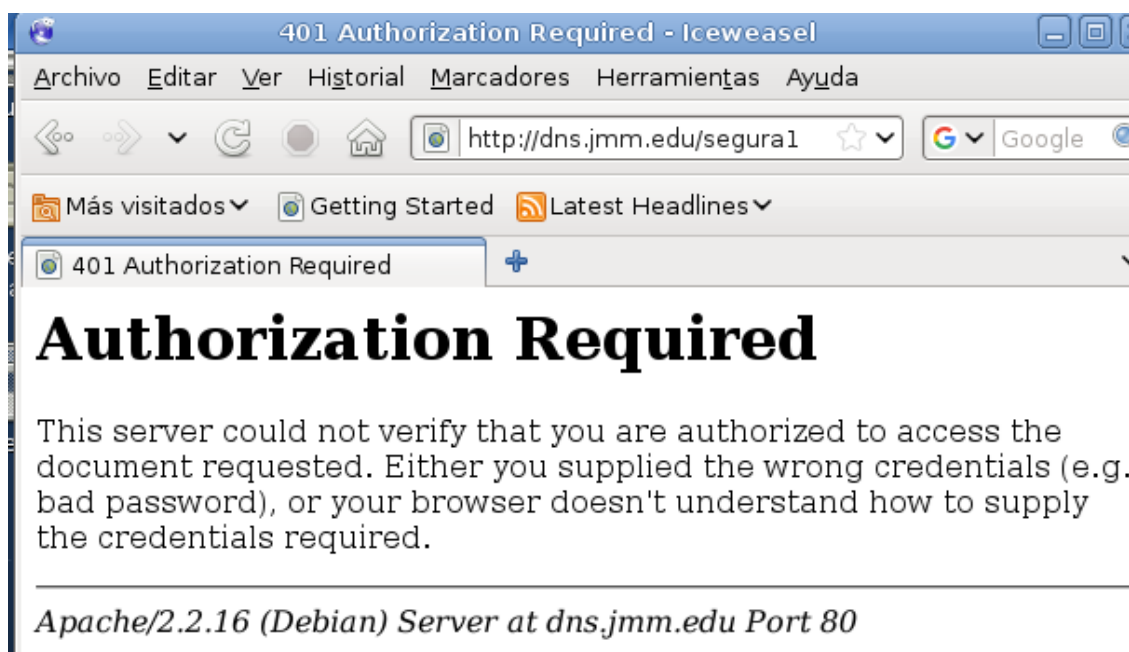 401 Authorization Required - Iceweasel
Archivo Editar Ver Historial Marcadores Herramientas Ayuda
http://dns.jmm.edu/segura1 G Google
Más visitados Getting Started Latest Headlines
401 Authorization Required
Authorization Required
This server could not verify that you are authorized to access the
document requested. Either you supplied the wrong credentials (e.g.
bad password), or your browser doesn't understand how to supply
the credentials required.
Apache/2.2.16 (Debian) Server at dns.jmm.edu Port 80